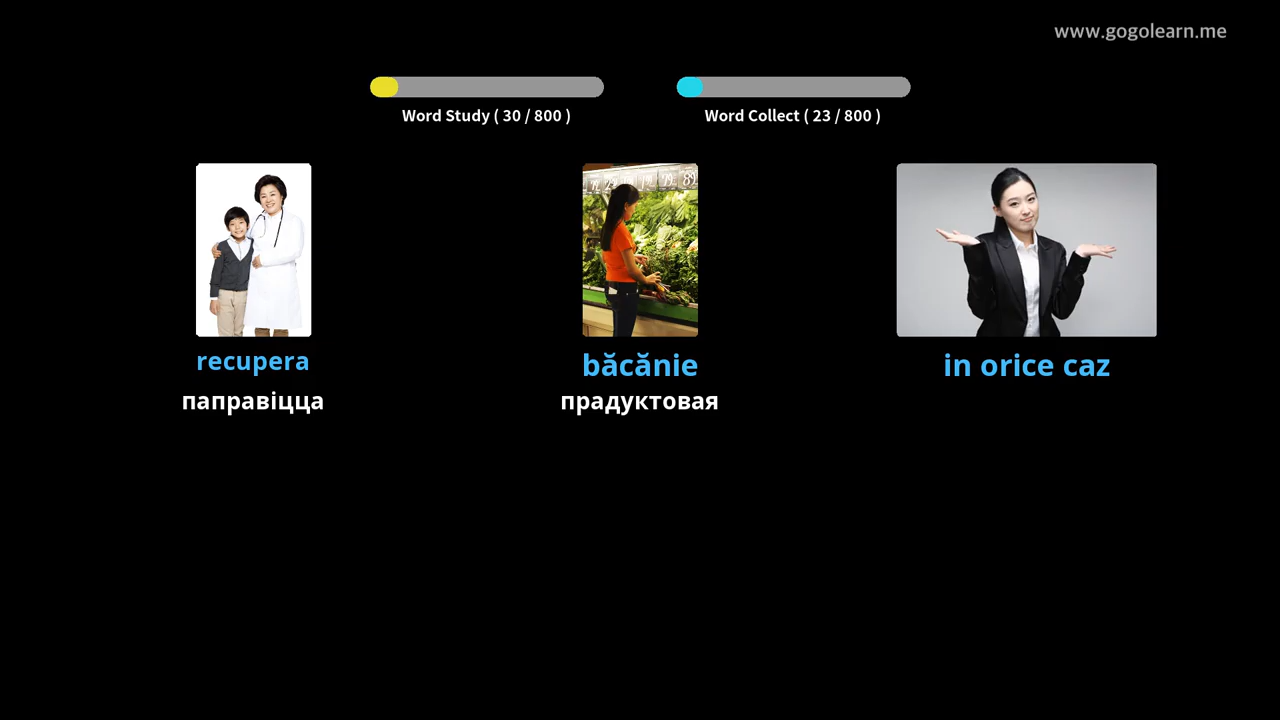 www.gogolearn.me
Word Study ( 30 / 800 )
Word Collect ( 23 / 800 )
recupera
băcănie
in orice caz
паправіцца
прадуктовая